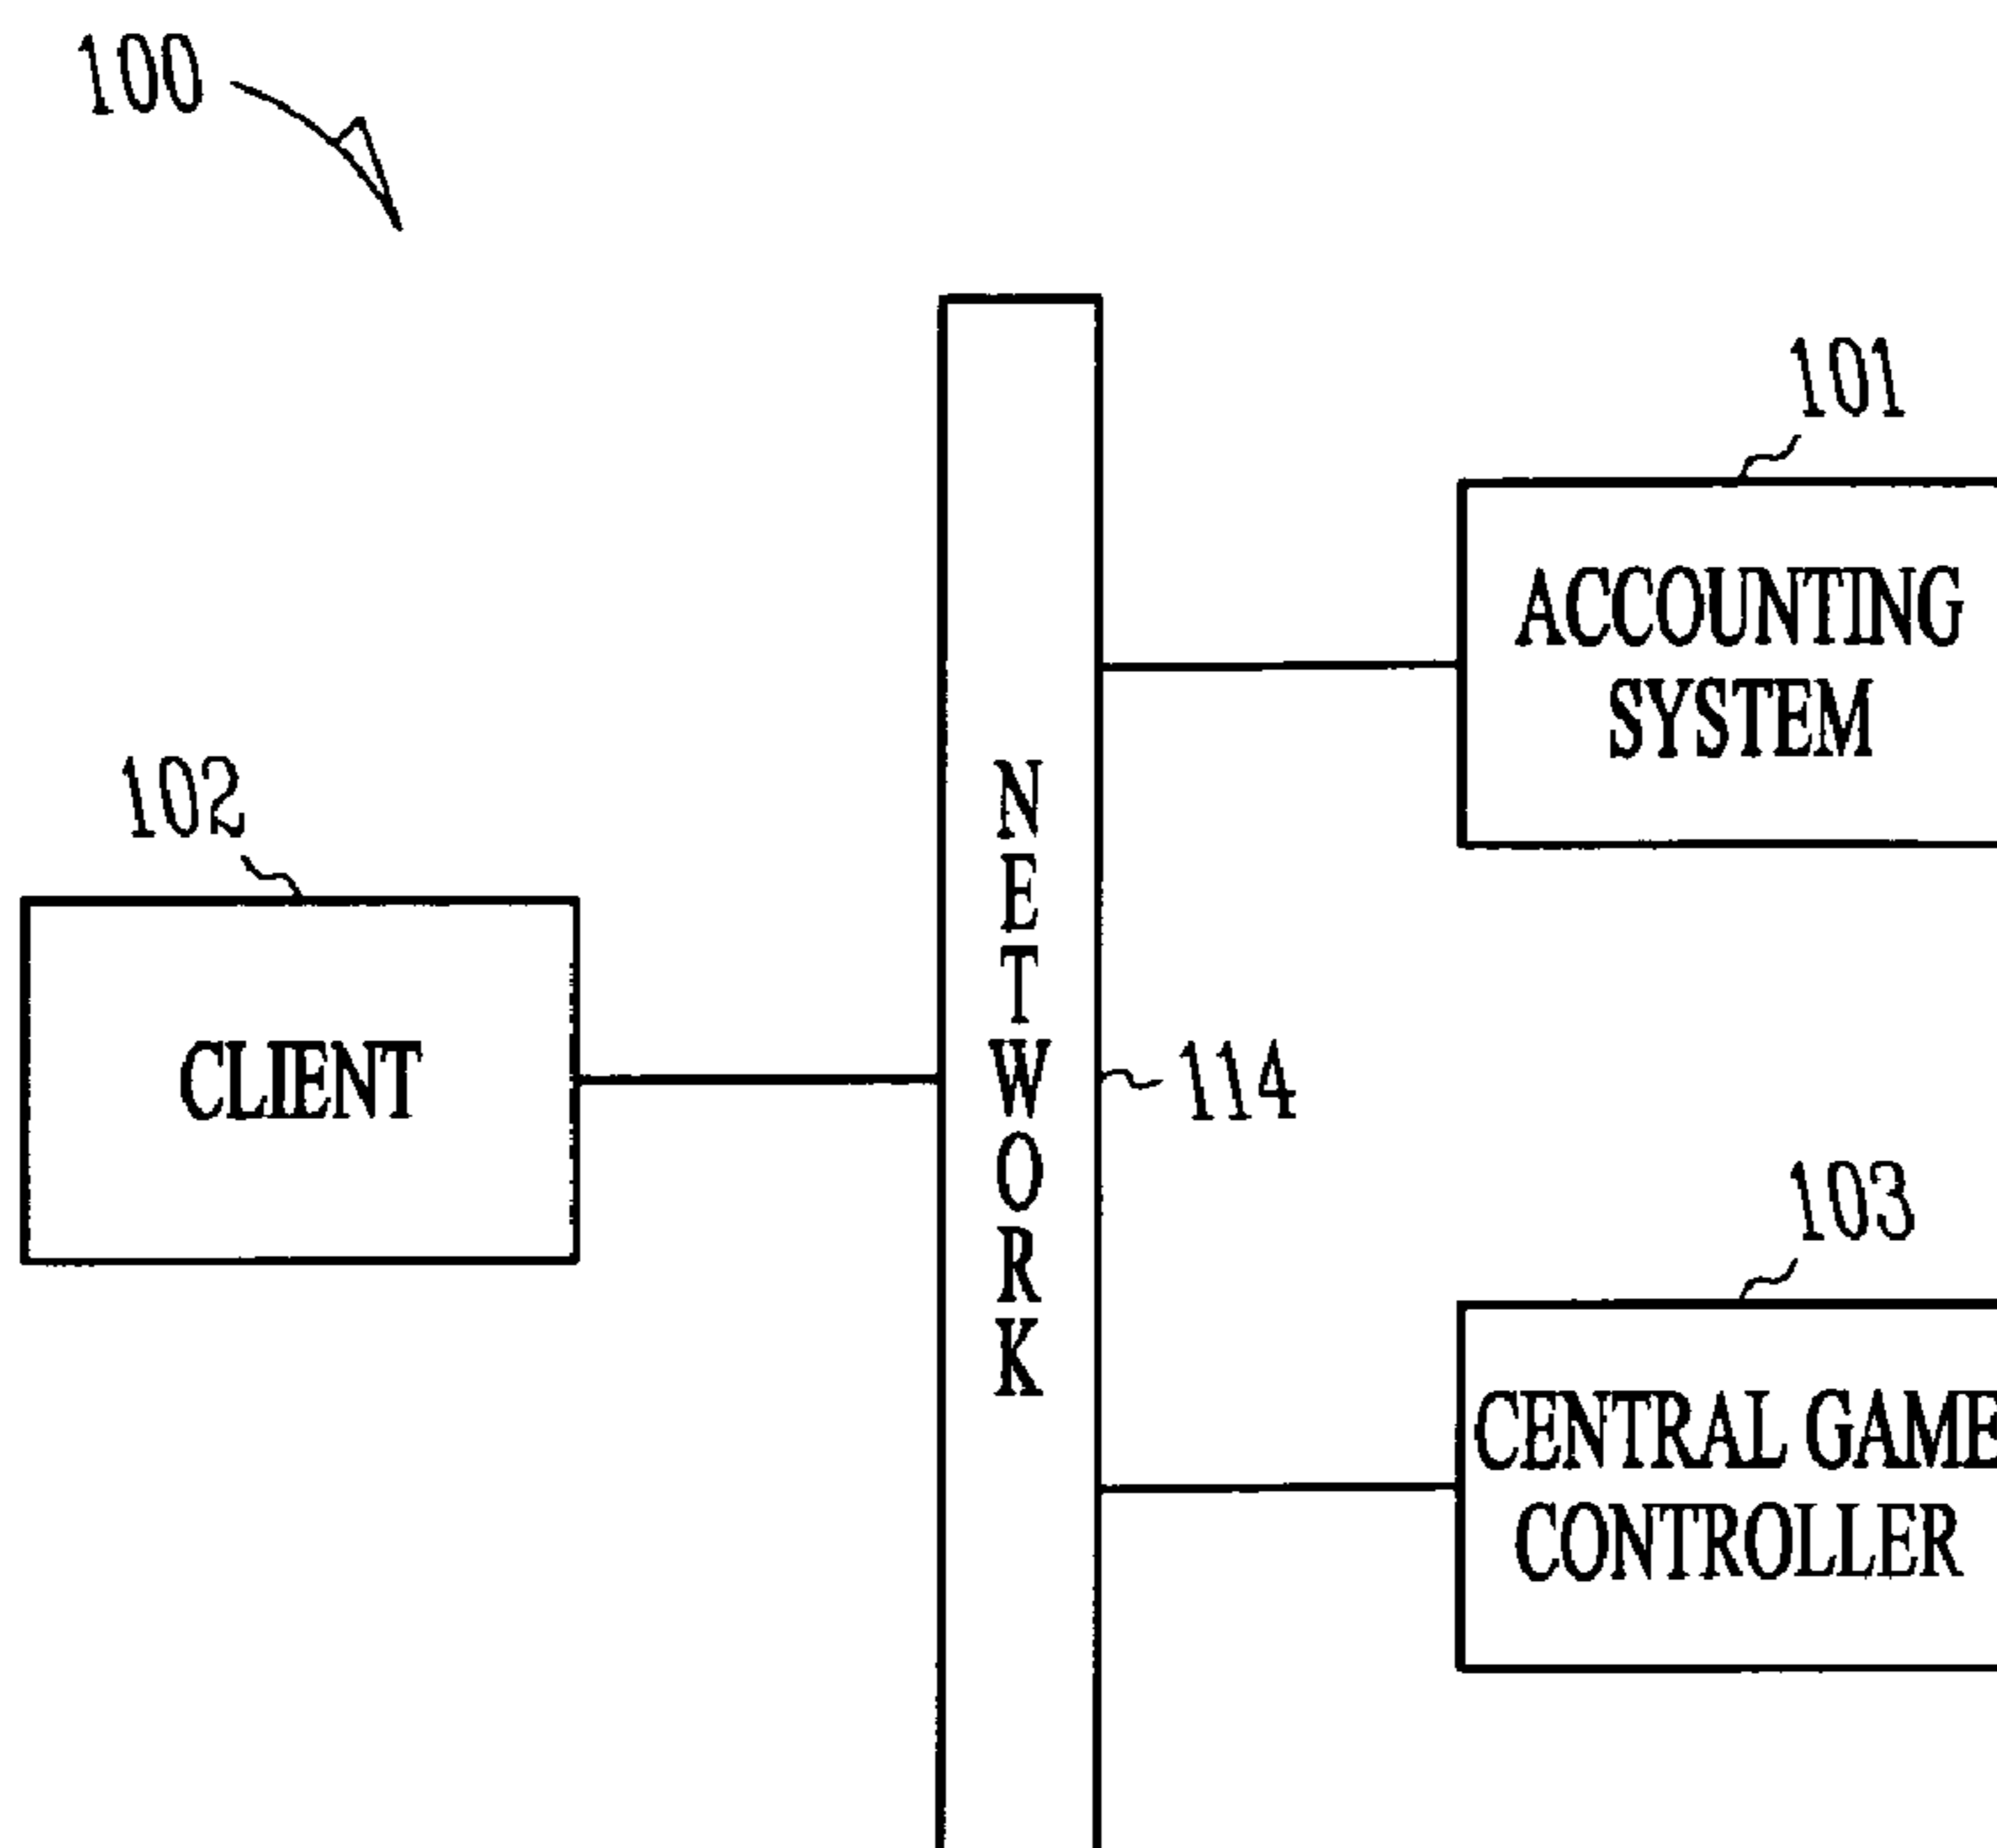 100
101
ACCOUNTING
SYSTEM
102
CLIENT
NETWORK
114
103
CENTRAL GAME
CONTROLLER